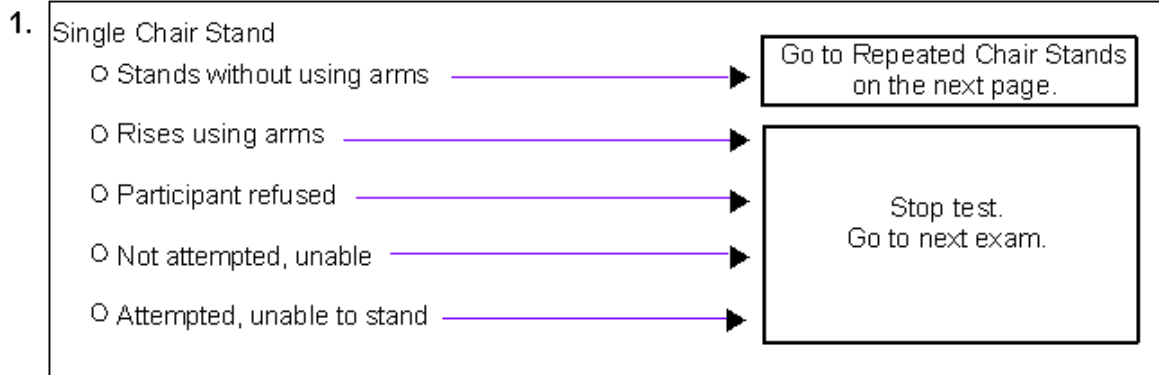 1.
Single Chair Stand
Stands without using arms
Go to Repeated Chair Stands
on the next page.
Rises using arms
Participant refused
Not attempted, unable
Attempted, unable to stand
Stop test.
Go to next exam.